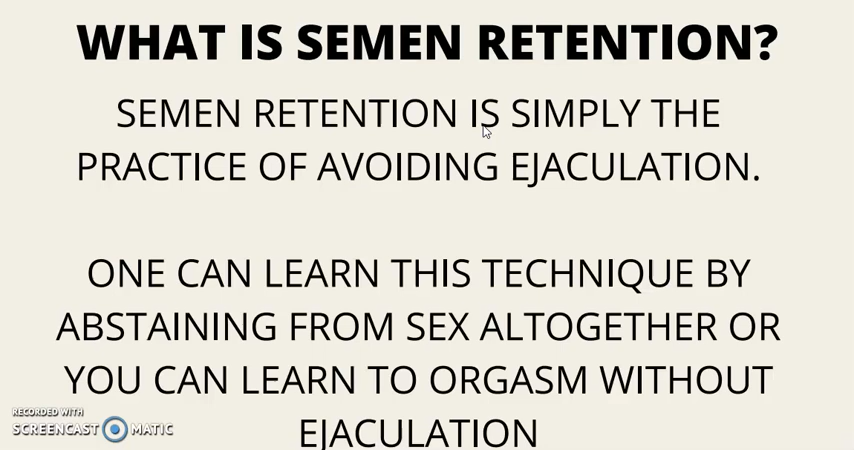 WHAT IS SEMEN RETENTION?
SEMEN RETENTION IS SIMPLY THE
PRACTICE OF AVOIDING EJACULATION.
ONE CAN LEARN THIS TECHNIQUE BY
ABSTAINING FROM SEX ALTOGETHER OR
YOU CAN LEARN TO ORGASM WITHOUT
EJACULATION
RECORDED WITH
SCREENCAST MATIC